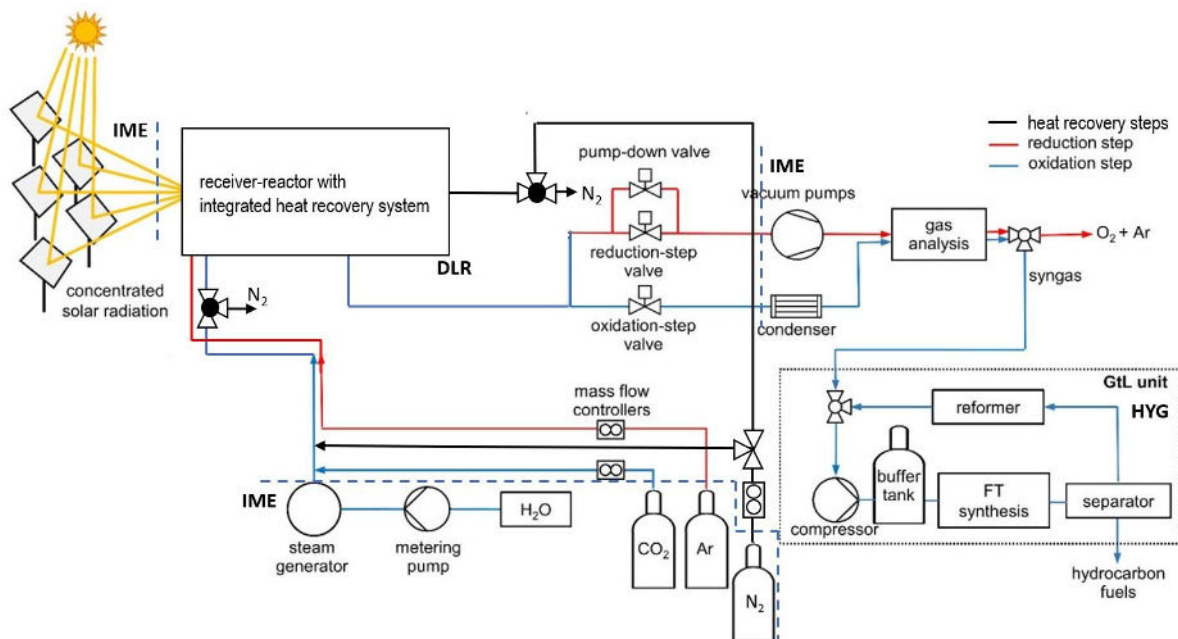 IME
receiver-reactor with
integrated heat recovery system
DLR
concentrated
solar radiation
N₂
N₂
pump-down valve
reduction-step
valve
oxidation-step
valve
IME
vacuum pumps
condenser
gas
analysis
heat recovery steps
reduction step
oxidation step
O₂ + Ar
syngas
mass flow
controllers
IME
steam
generator
metering
pump
H₂O
CO₂
Ar
N₂
GtL unit
HYG
reformer
buffer
tank
compressor
FT
synthesis
separator
hydrocarbon
fuels